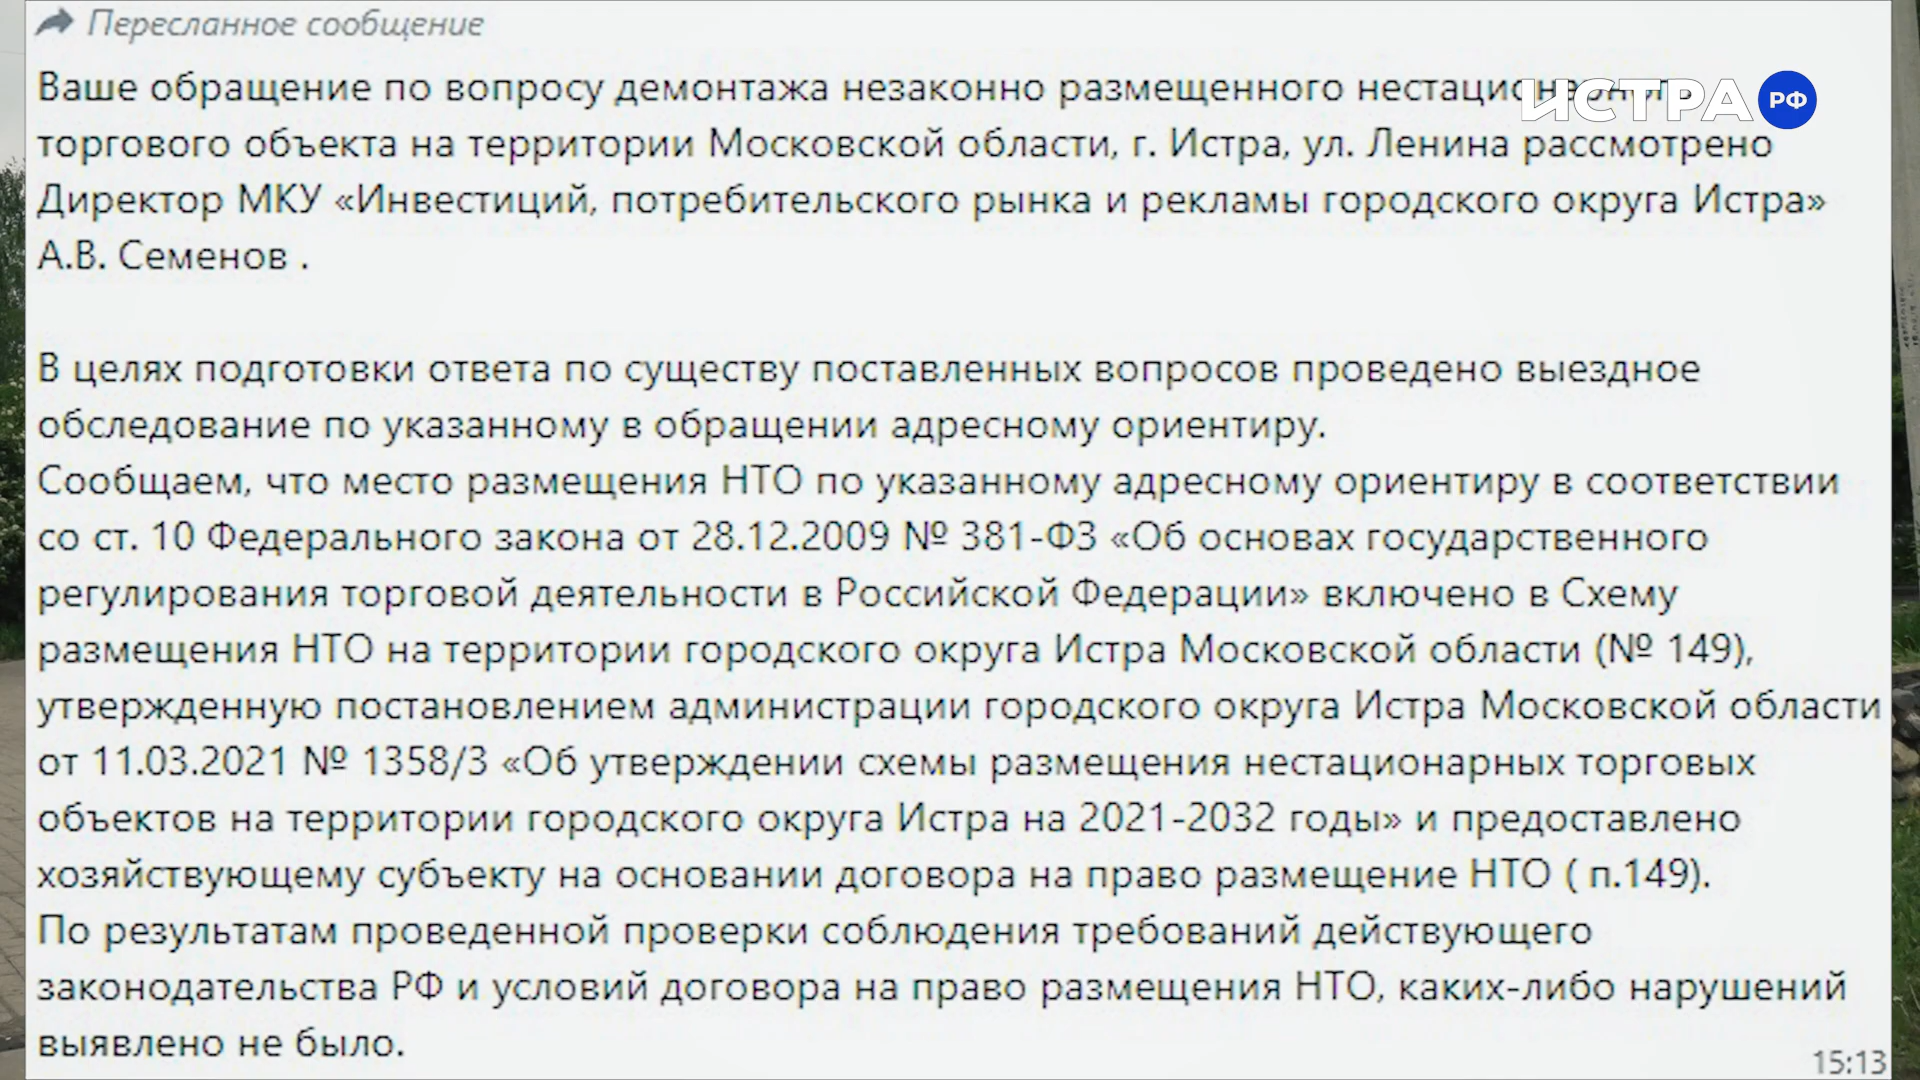 Пересланное сообщение
Ваше обращение по вопросу демонтажа незаконно размещенного
ИСТРА РФ
торгового объекта на территории Московской области, г. Истра, ул. Ленина рассмотрено
Директор МКУ «Инвестиций, потребительского рынка и рекламы городского округа Истра»
А.В. Семенов .
В целях подготовки ответа по существу поставленных вопросов проведено выездное
обследование по указанному в обращении адресному ориентиру.
Сообщаем, что место размещения НТО по указанному адресному ориентиру в соответствии
со ст. 10 Федерального закона от 28.12.2009 № 381-ФЗ «Об основах государственного
регулирования торговой деятельности в Российской Федерации» включено в Схему
размещения НТО на территории городского округа Истра Московской области (№ 149),
утвержденную постановлением администрации городского округа Истра Московской области
от 11.03.2021 № 1358/3 «Об утверждении схемы размещения нестационарных торговых
объектов на территории городского округа Истра на 2021-2032 годы» и предоставлено
хозяйствующему субъекту на основании договора на право размещение НТО ( п.149).
По результатам проведенной проверки соблюдения требований действующего
законодательства РФ и условий договора на право размещения НТО, каких-либо нарушений
выявлено не было.
15:13